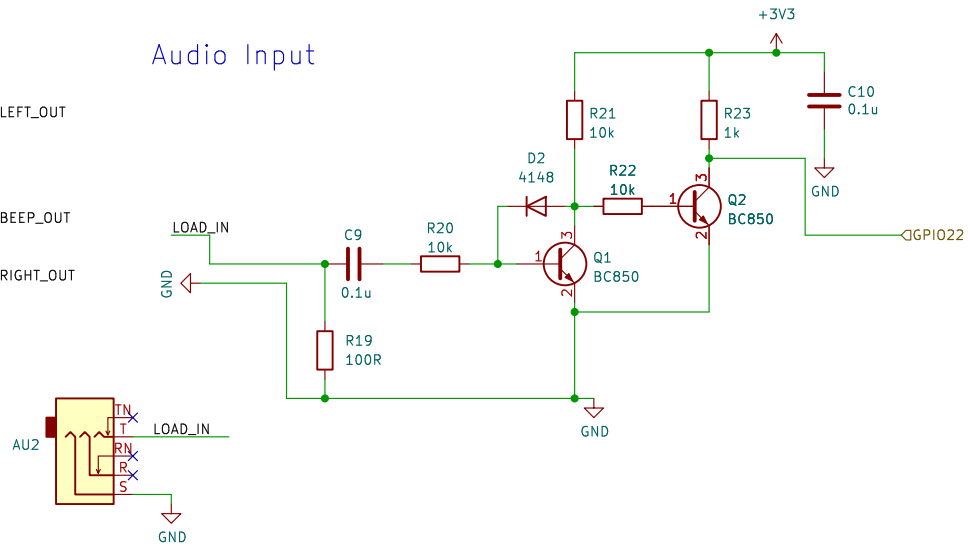 +3V3
Audio Input
LEFT_OUT
R21
10k
R23
1k
C10
0.1u
D2
4148
R22
10k
GND
3
1
2
Q2
BC850
BEEP_OUT
LOAD_IN
R20
10k
C9
0.1u
GPIO22
3
1
2
Q1
BC850
RIGHT_OUT
GND
R19
100R
GND
AU2
TN
T
RN
R
S
LOAD_IN
GND